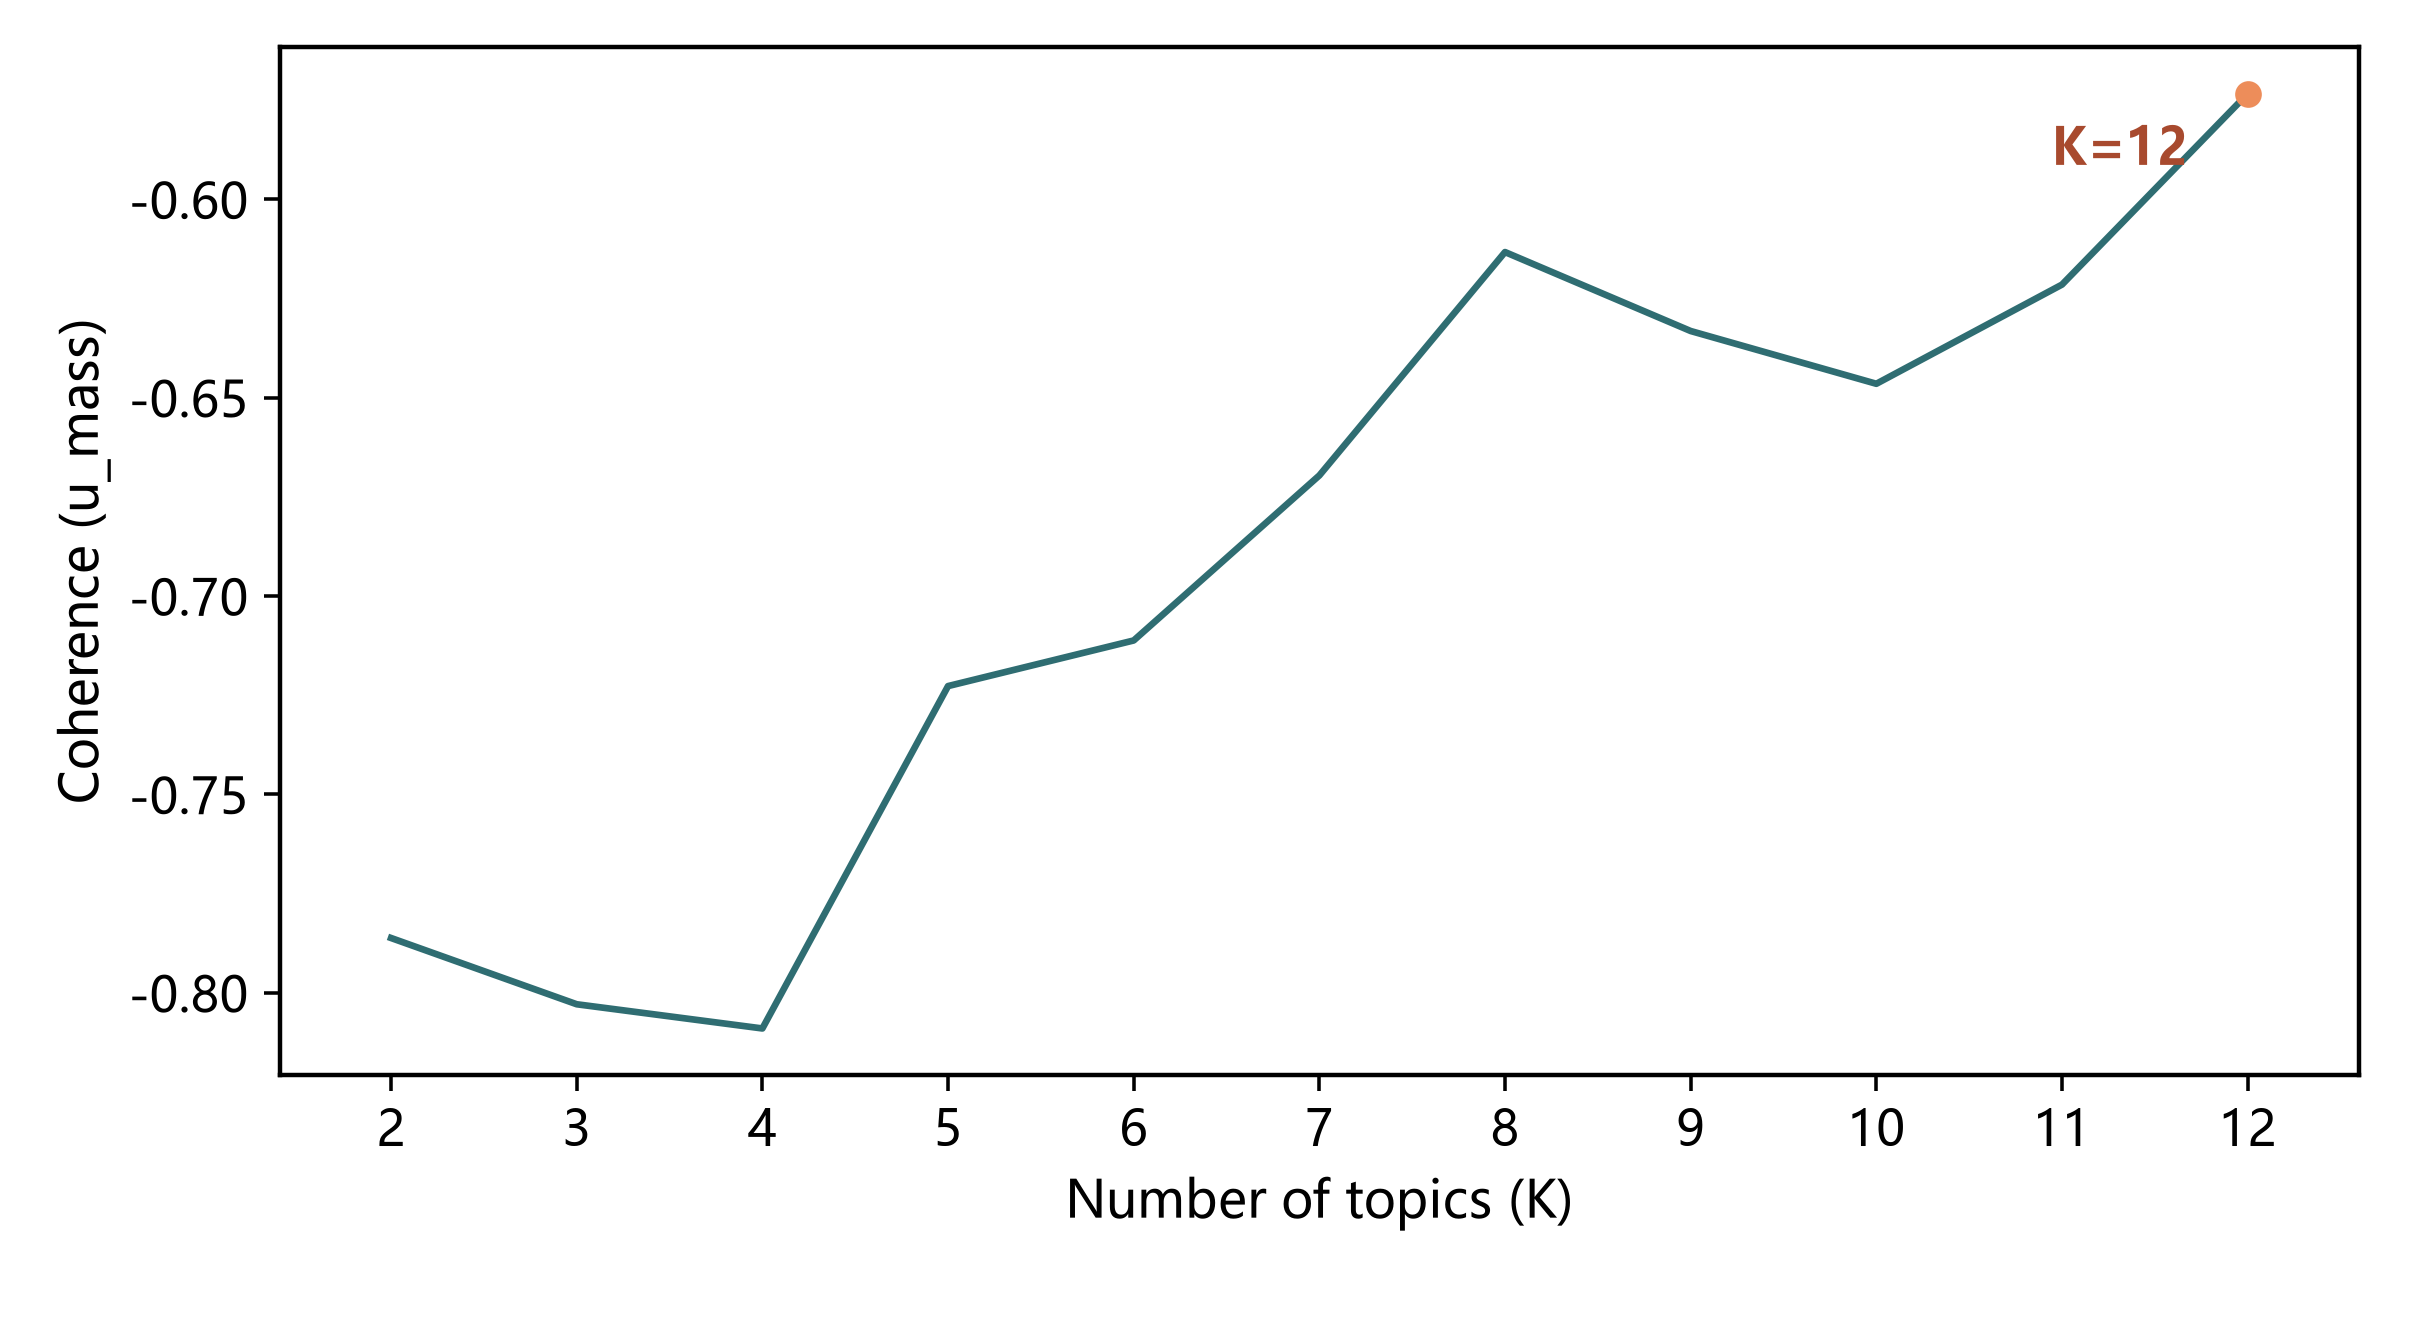 K=12
-0.60
-0.65
-0.70
-0.75
-0.80
Coherence (u_mass)
2 3 4 5 6 7 8 9 10 11 12
Number of topics (K)